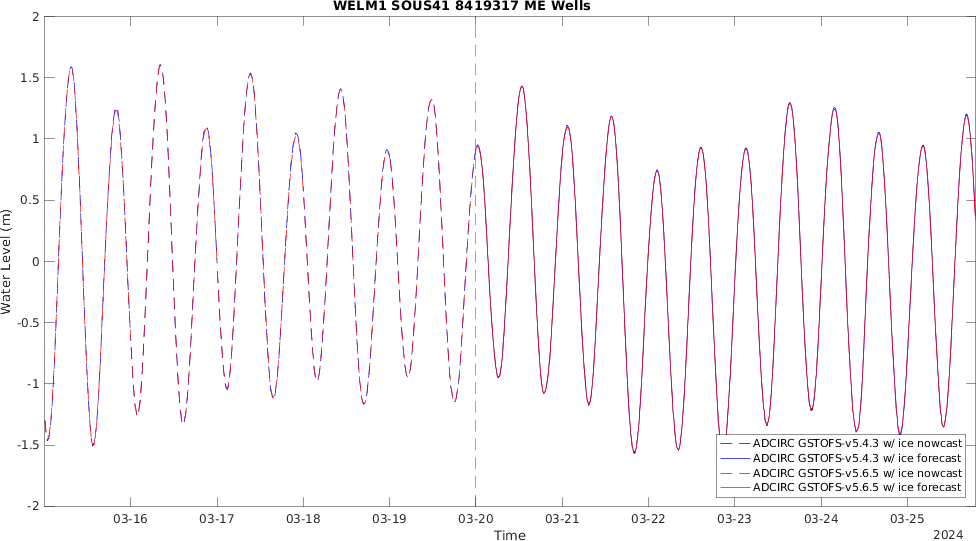 WELM1 SOUS41 8419317 ME Wells
2
1.5
1
0.5
0
-0.5
-1
-1.5
-2
Water Level (m)
03-16 03-17 03-18 03-19 03-20 03-21 03-22 03-23 03-24 03-25
Time
2024
ADCIRC GSTOFS-v5.4.3 w/ ice nowcast
ADCIRC GSTOFS-v5.4.3 w/ ice forecast
ADCIRC GSTOFS-v5.6.5 w/ ice nowcast
ADCIRC GSTOFS-v5.6.5 w/ ice forecast